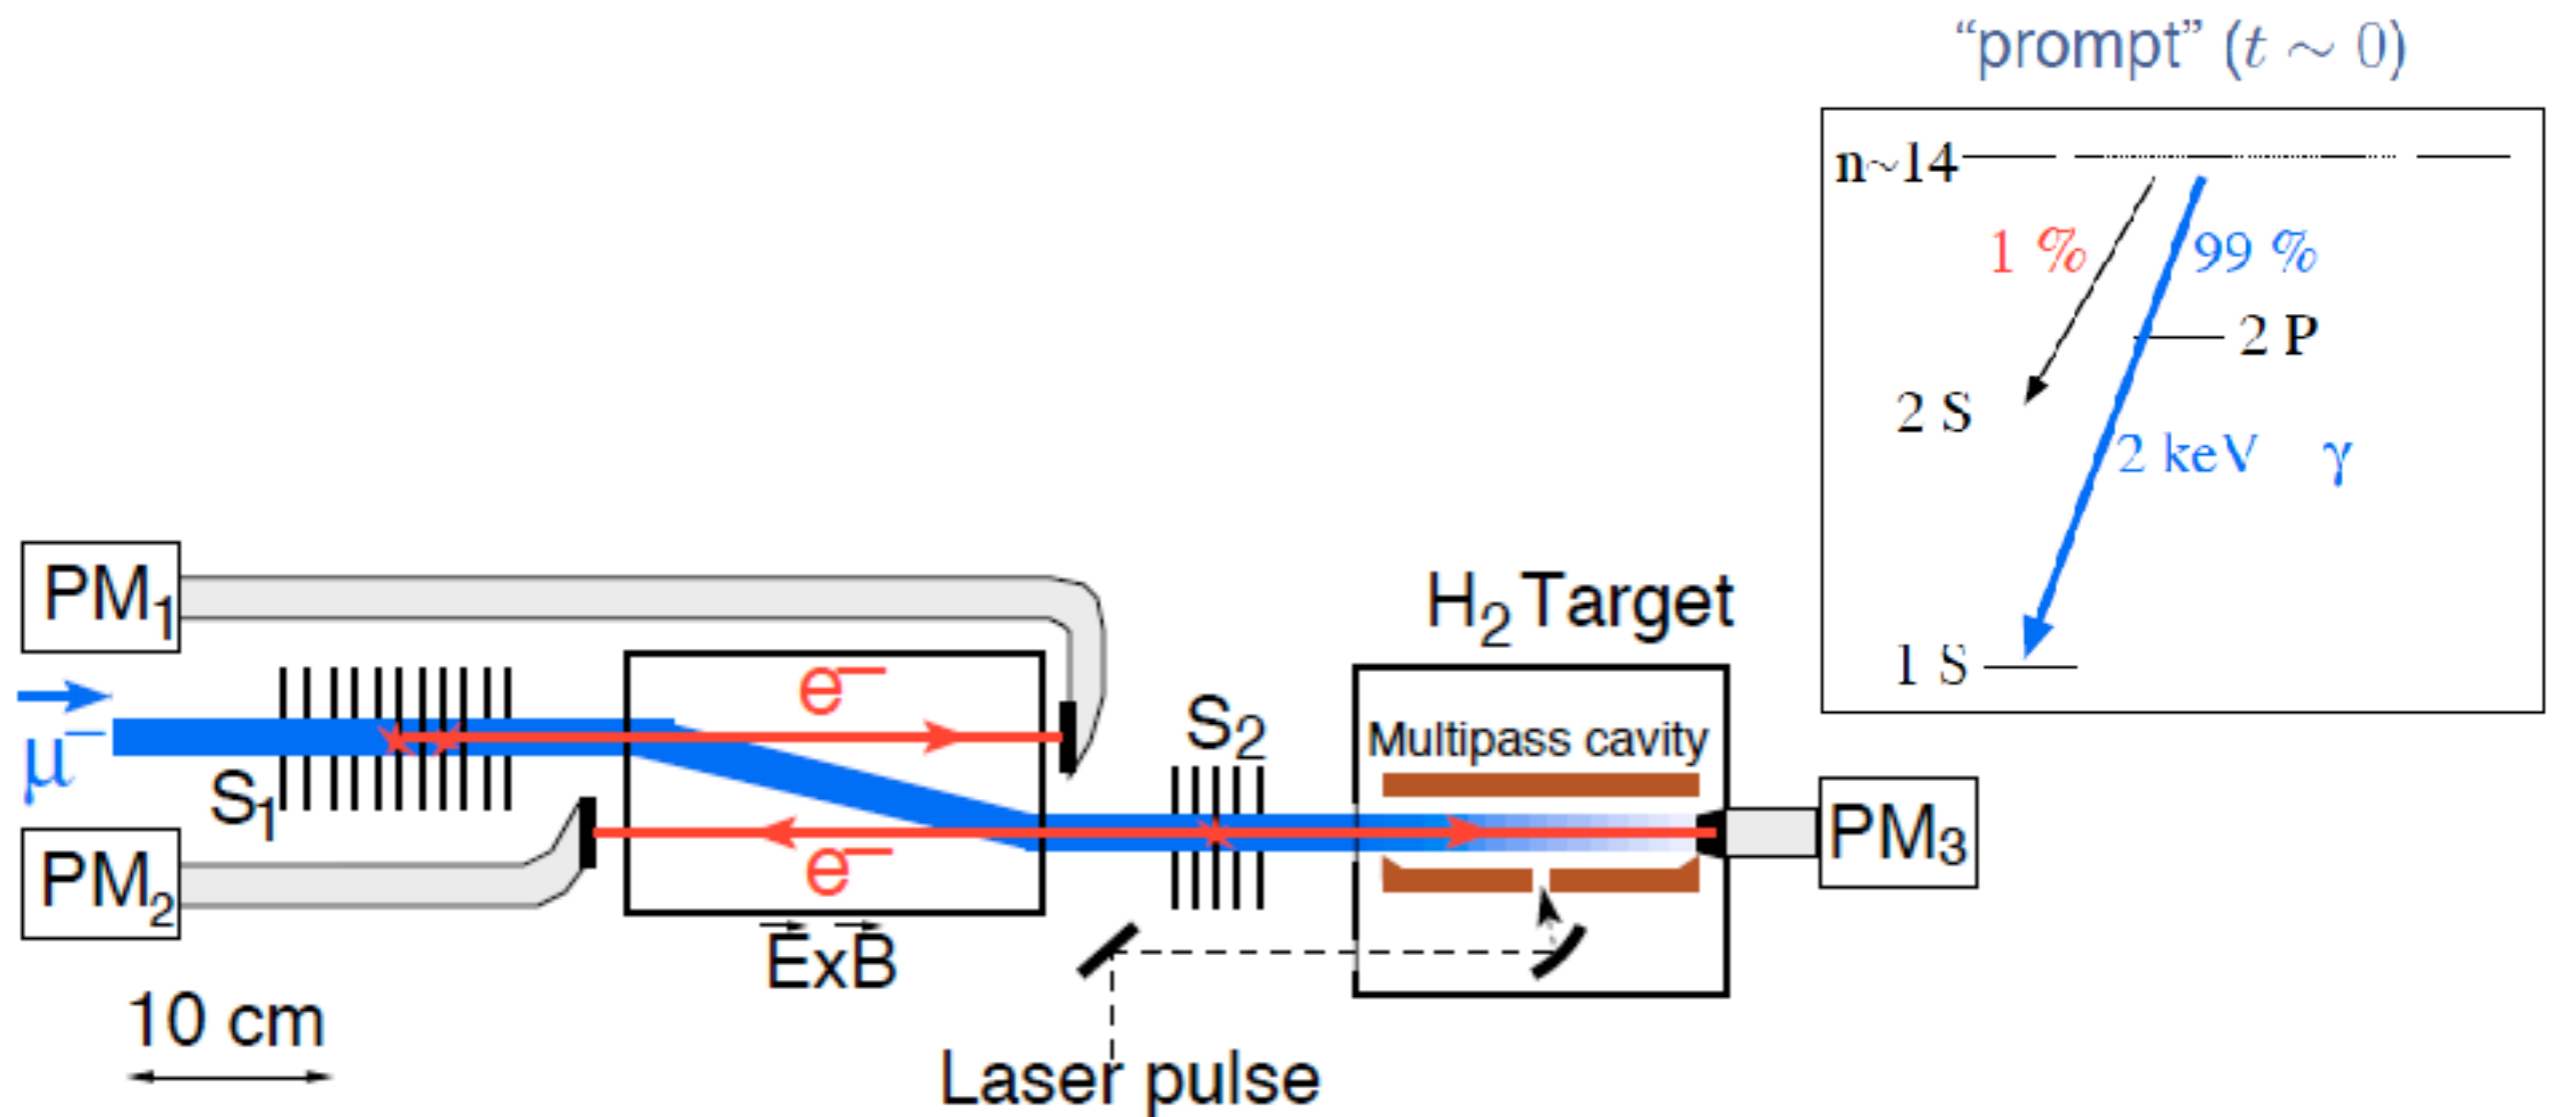 “prompt” (t ∼ 0)
n~14
1 %
99 %
2 P
2 S
2 keV γ
1 S
PM1
H2 Target
e−
S2
Multipass cavity
μ−
S1
PM3
e−
PM2
ExB
10 cm
Laser pulse